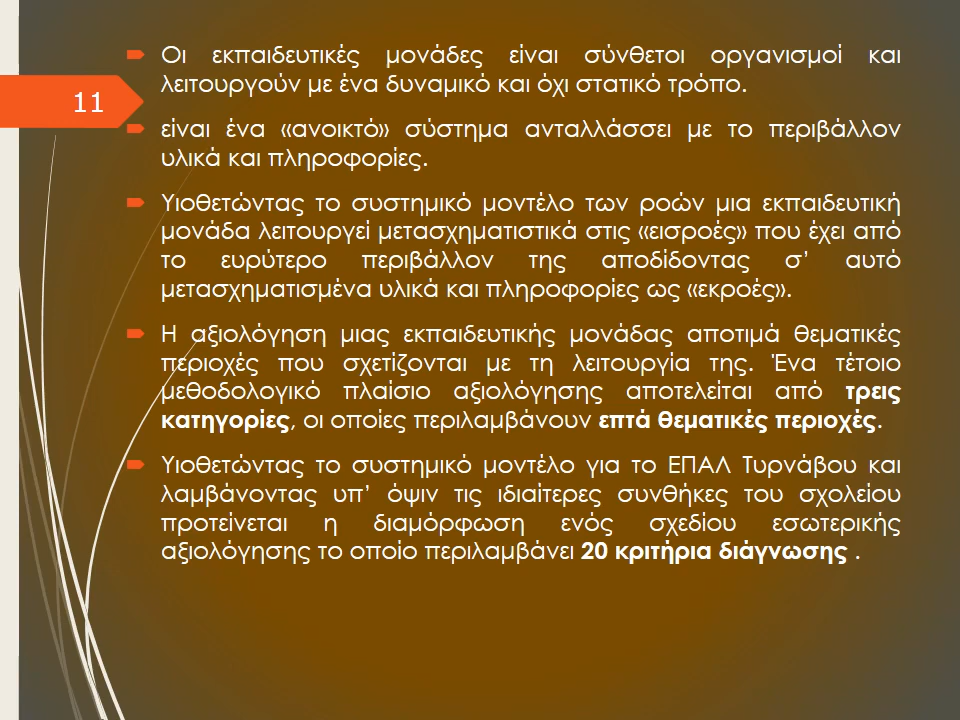 11
Οι εκπαιδευτικές μονάδες είναι σύνθετοι οργανισμοί και
λειτουργούν με ένα δυναμικό και όχι στατικό τρόπο.
είναι ένα «ανοικτό» σύστημα ανταλλάσσει με το περιβάλλον
υλικά και πληροφορίες.
Υιοθετώντας το συστημικό μοντέλο των ροών μια εκπαιδευτική
μονάδα λειτουργεί μετασχηματιστικά στις «εισροές» που έχει από
το ευρύτερο περιβάλλον της αποδίδοντας σ’ αυτό
μετασχηματισμένα υλικά και πληροφορίες ως «εκροές».
Η αξιολόγηση μιας εκπαιδευτικής μονάδας αποτιμά θεματικές
περιοχές που σχετίζονται με τη λειτουργία της. Ένα τέτοιο
μεθοδολογικό πλαίσιο αξιολόγησης αποτελείται από τρεις
κατηγορίες, οι οποίες περιλαμβάνουν επτά θεματικές περιοχές.
Υιοθετώντας το συστημικό μοντέλο για το ΕΠΑΛ Τυρνάβου και
λαμβάνοντας υπ’ όψιν τις ιδιαίτερες συνθήκες του σχολείου
προτείνεται η διαμόρφωση ενός σχεδίου εσωτερικής
αξιολόγησης το οποίο περιλαμβάνει 20 κριτήρια διάγνωσης .